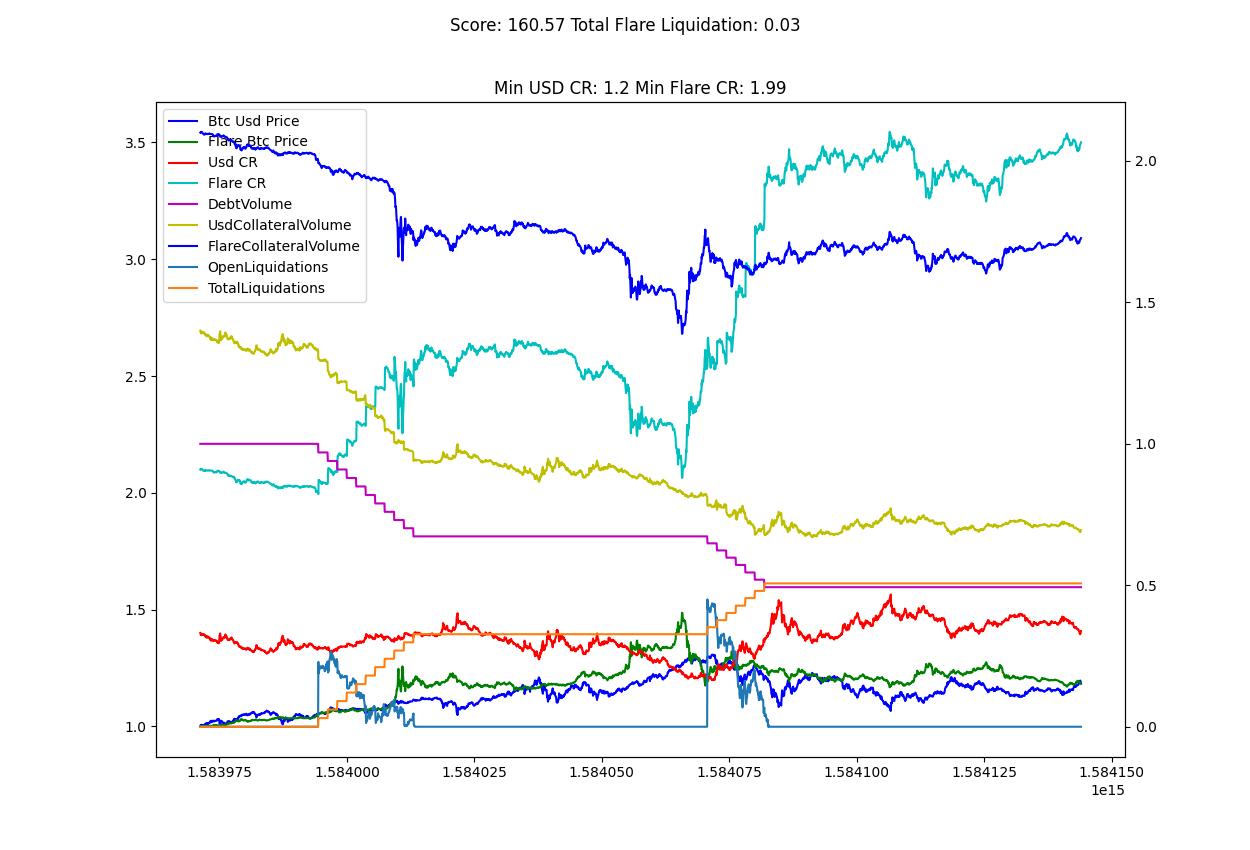 Score: 160.57 Total Flare Liquidation: 0.03
Min USD CR: 1.2 Min Flare CR: 1.99
Btc Usd Price
Flare Btc Price
Usd CR
Flare CR
DebtVolume
UsdCollateralVolume
FlareCollateralVolume
OpenLiquidations
TotalLiquidations
3.5
3.0
2.5
2.0
1.5
1.0
2.0
1.5
1.0
0.5
0.0
1.583975 1.584000 1.584025 1.584050 1.584075 1.584100 1.584125 1.584150
1e15